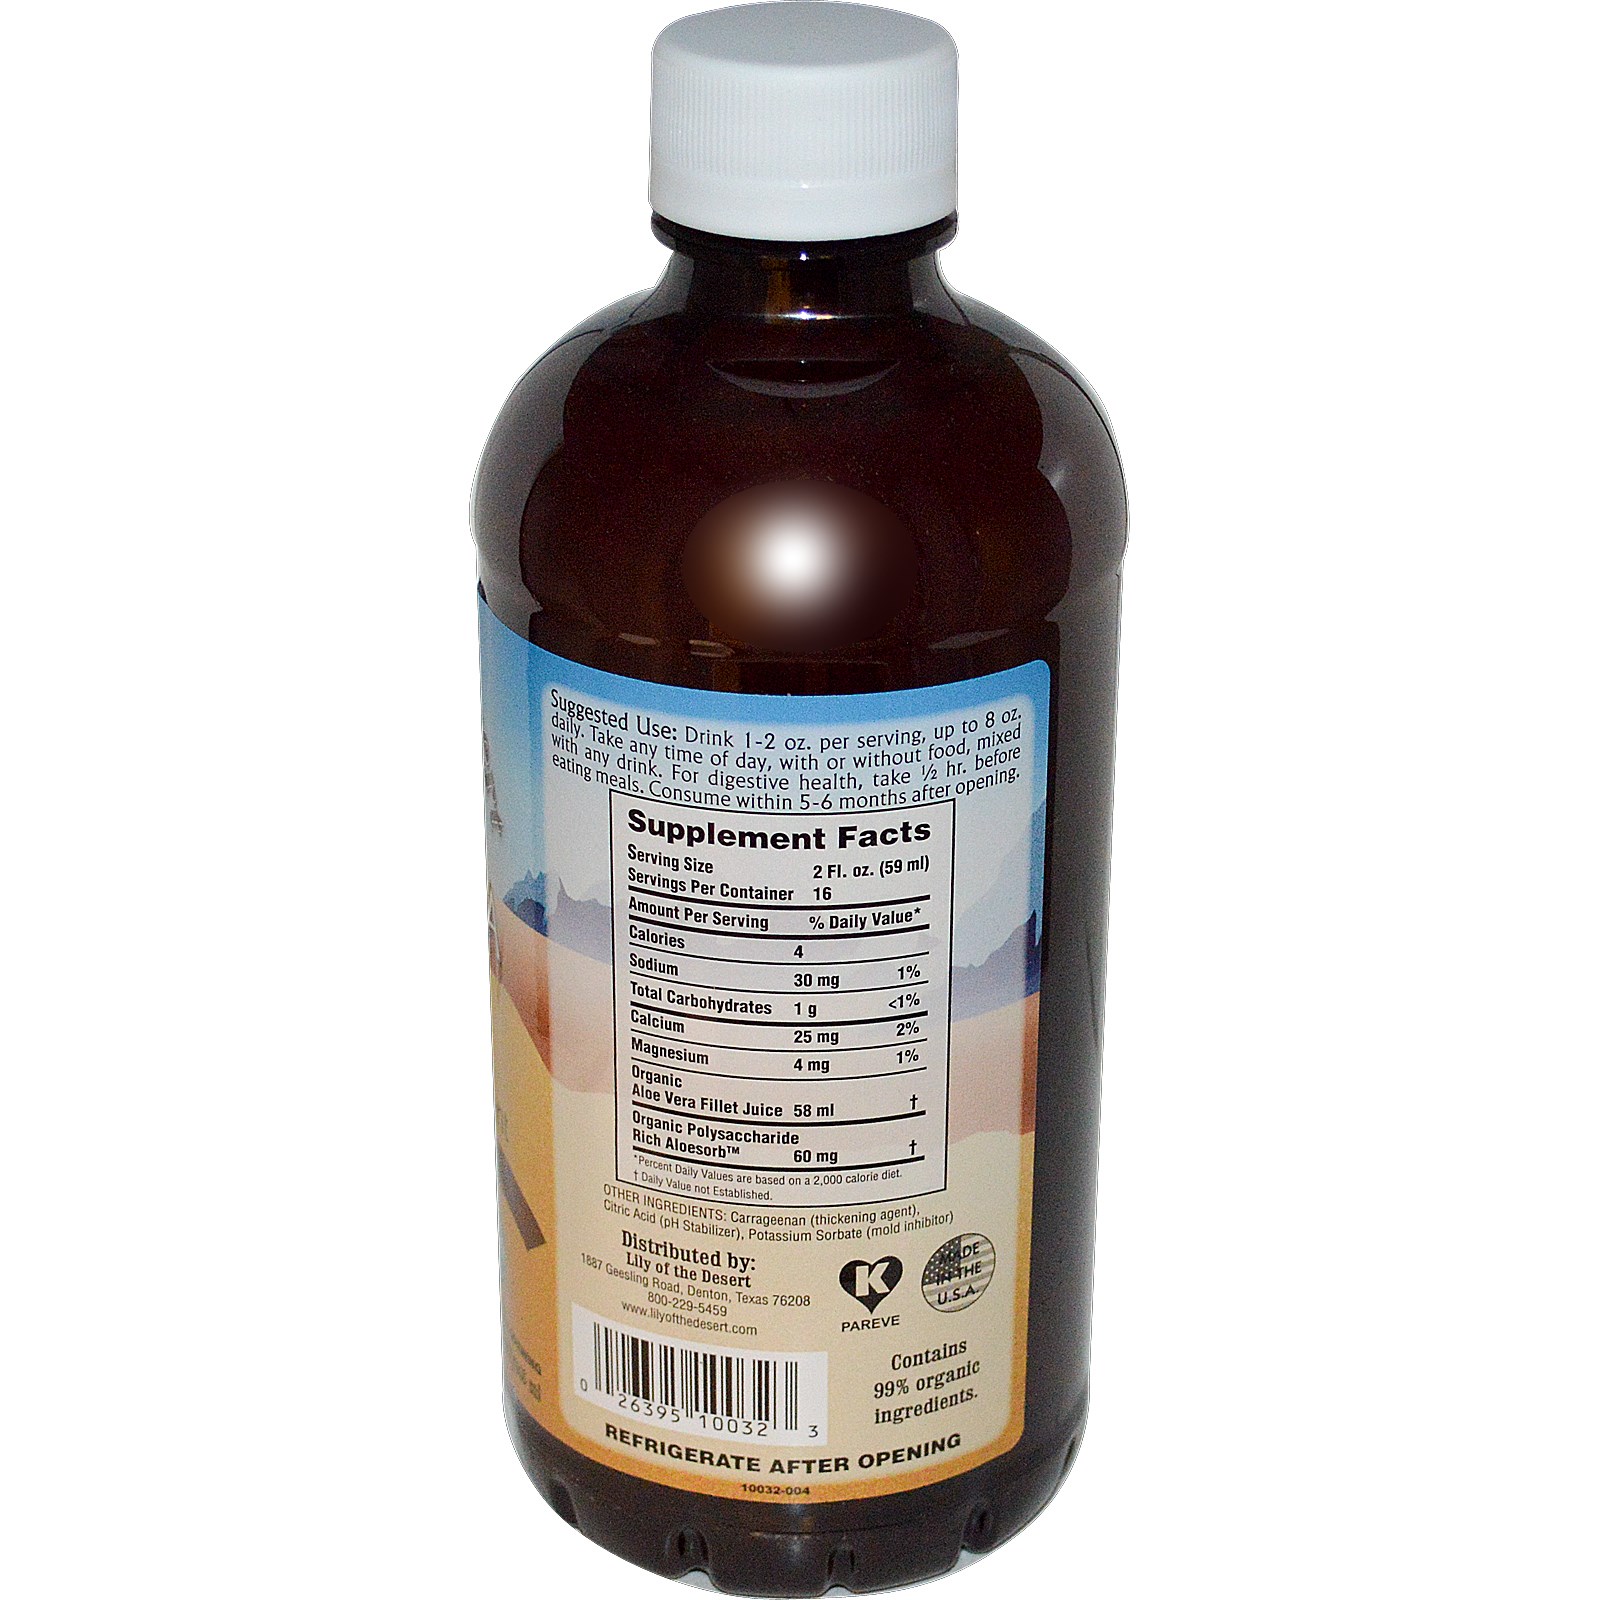 Suggested Use: Drink 1-2 oz. per serving, up to 8 oz.
daily. Take any time of day, with or without food, mixed
with any drink. For digestive health, take ½ hr. before
eating meals. Consume within 5-6 months after opening.
Supplement Facts
Serving Size 2 Fl. oz. (59 ml)
Servings Per Container 16
Amount Per Serving % Daily Value*
Calories 4
Sodium 30 mg 1%
Total Carbohydrates 1 g <1%
Calcium 25 mg 2%
Magnesium 4 mg 1%
Organic
Aloe Vera Fillet Juice 58 ml †
Organic Polysaccharide
Rich Aloesorb™ 60 mg †
*Percent Daily Values are based on a 2,000 calorie diet.
† Daily Value not Established.
OTHER INGREDIENTS: Carrageenan (thickening agent),
Citric Acid (pH Stabilizer), Potassium Sorbate (mold inhibitor)
Distributed by:
Lily of the Desert
1887 Geesling Road, Denton, Texas 76208
800-229-5459
www.lilyofthedesert.com
K
PAREVE
MADE
IN THE
U.S.A.
Contains
99% organic
ingredients.
0 26395 10032 3
REFRIGERATE AFTER OPENING
10032-004